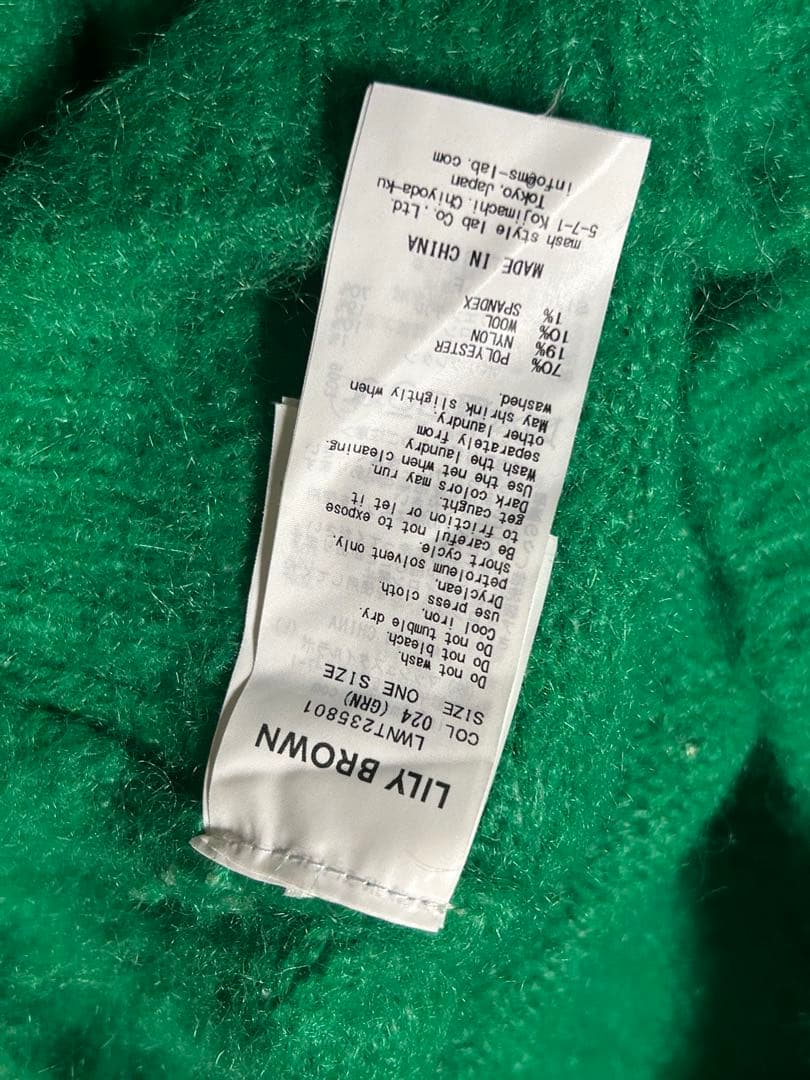 LILY BROWN
LWNT235801
COL 024 (GRN)
SIZE ONE SIZE
Do not wash.
Do not bleach.
Do not tumble dry.
Cool iron.
use press cloth.
Dryclean,
petroleum solvent only.
short cycle.
Be careful not to expose
to friction or let it
get caught.
Dark colors may run.
Use the net when cleaning.
Wash the laundry
separately from
other laundry.
May shrink slightly when
washed.
70% POLYESTER
19% NYLON
10% WOOL
1% SPANDEX
MADE IN CHINA
mash style lab Co., Ltd.
5-7-1 Kojimachi, Chiyoda-ku
Tokyo, Japan
info@ms-lab.com